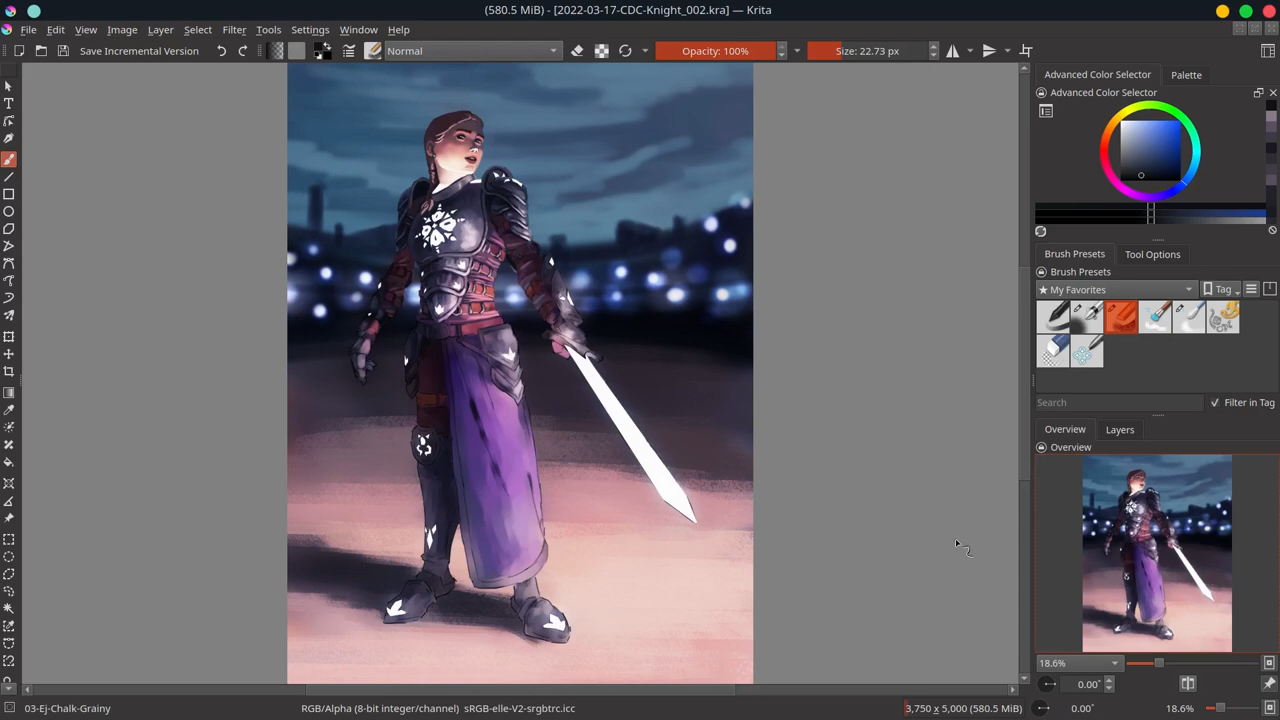 (580.5 MiB) - [2022-03-17-CDC-Knight_002.kra] — Krita
File Edit View Image Layer Select Filter Tools Settings Window Help
Save Incremental Version Normal Opacity: 100% Size: 22.73 px
Advanced Color Selector Palette
Advanced Color Selector
Brush Presets Tool Options
Brush Presets
★ My Favorites Tag
Search Filter in Tag
Overview Layers
Overview
18.6%
0.00°
03-Ej-Chalk-Grainy RGB/Alpha (8-bit integer/channel) sRGB-elle-V2-srgbtrc.icc 3,750 x 5,000 (580.5 MiB) 0.00° 18.6%